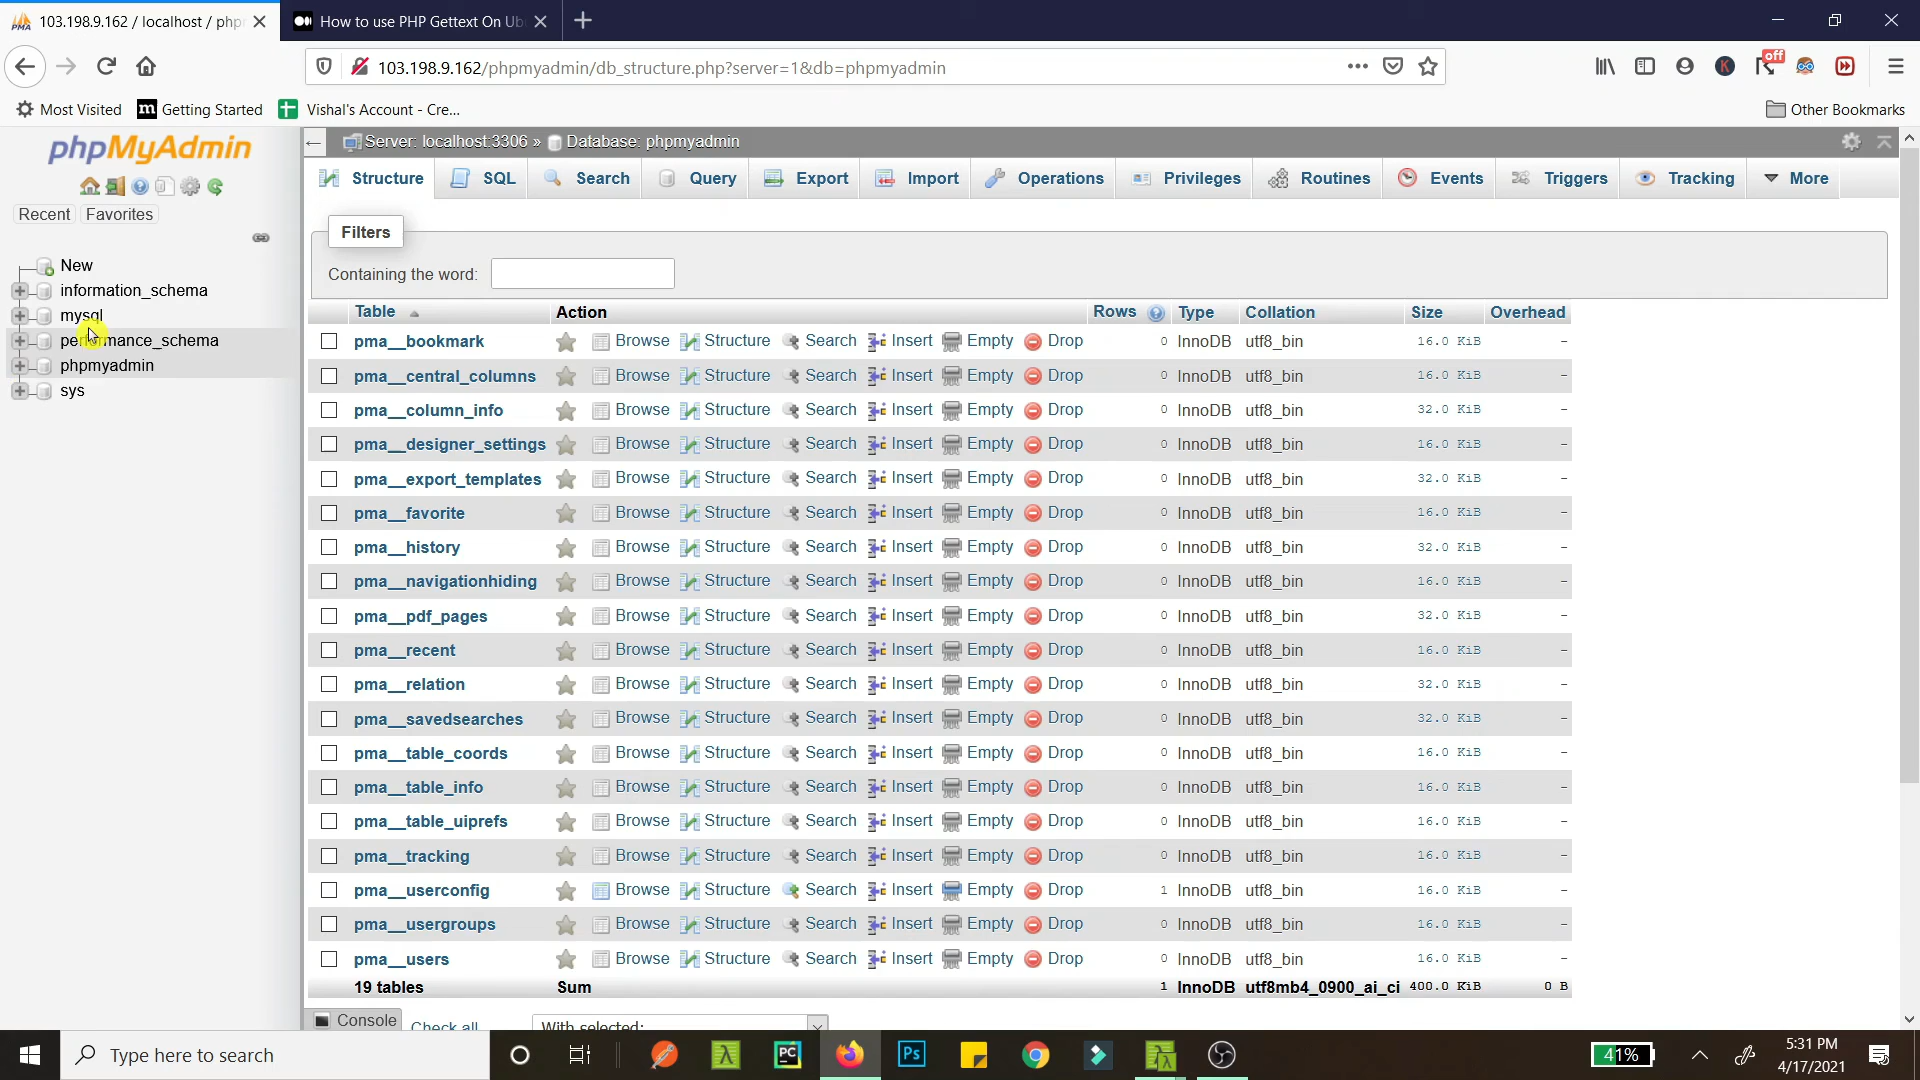 103.198.9.162 / localhost / php
How to use PHP Gettext On Ub
103.198.9.162/phpmyadmin/db_structure.php?server=1&db=phpmyadmin
off
Most Visited
Getting Started
Vishal's Account - Cre...
Other Bookmarks
phpMyAdmin
Recent
Favorites
New
information_schema
mysql
performance_schema
phpmyadmin
sys
Server: localhost:3306 » Database: phpmyadmin
Structure SQL Search Query Export Import Operations Privileges Routines Events Triggers Tracking More
Filters
Containing the word:
Table Action Rows Type Collation Size Overhead
pma__bookmark Browse Structure Search Insert Empty Drop 0 InnoDB utf8_bin 16.0 KiB -
pma__central_columns Browse Structure Search Insert Empty Drop 0 InnoDB utf8_bin 16.0 KiB -
pma__column_info Browse Structure Search Insert Empty Drop 0 InnoDB utf8_bin 32.0 KiB -
pma__designer_settings Browse Structure Search Insert Empty Drop 0 InnoDB utf8_bin 16.0 KiB -
pma__export_templates Browse Structure Search Insert Empty Drop 0 InnoDB utf8_bin 32.0 KiB -
pma__favorite Browse Structure Search Insert Empty Drop 0 InnoDB utf8_bin 16.0 KiB -
pma__history Browse Structure Search Insert Empty Drop 0 InnoDB utf8_bin 32.0 KiB -
pma__navigationhiding Browse Structure Search Insert Empty Drop 0 InnoDB utf8_bin 16.0 KiB -
pma__pdf_pages Browse Structure Search Insert Empty Drop 0 InnoDB utf8_bin 32.0 KiB -
pma__recent Browse Structure Search Insert Empty Drop 0 InnoDB utf8_bin 16.0 KiB -
pma__relation Browse Structure Search Insert Empty Drop 0 InnoDB utf8_bin 32.0 KiB -
pma__savedsearches Browse Structure Search Insert Empty Drop 0 InnoDB utf8_bin 32.0 KiB -
pma__table_coords Browse Structure Search Insert Empty Drop 0 InnoDB utf8_bin 16.0 KiB -
pma__table_info Browse Structure Search Insert Empty Drop 0 InnoDB utf8_bin 16.0 KiB -
pma__table_uiprefs Browse Structure Search Insert Empty Drop 0 InnoDB utf8_bin 16.0 KiB -
pma__tracking Browse Structure Search Insert Empty Drop 0 InnoDB utf8_bin 16.0 KiB -
pma__userconfig Browse Structure Search Insert Empty Drop 1 InnoDB utf8_bin 16.0 KiB -
pma__usergroups Browse Structure Search Insert Empty Drop 0 InnoDB utf8_bin 16.0 KiB -
pma__users Browse Structure Search Insert Empty Drop 0 InnoDB utf8_bin 16.0 KiB -
19 tables Sum 1 InnoDB utf8mb4_0900_ai_ci 400.0 KiB 0 B
Console Check all With selected:
Type here to search
41%
5:31 PM
4/17/2021